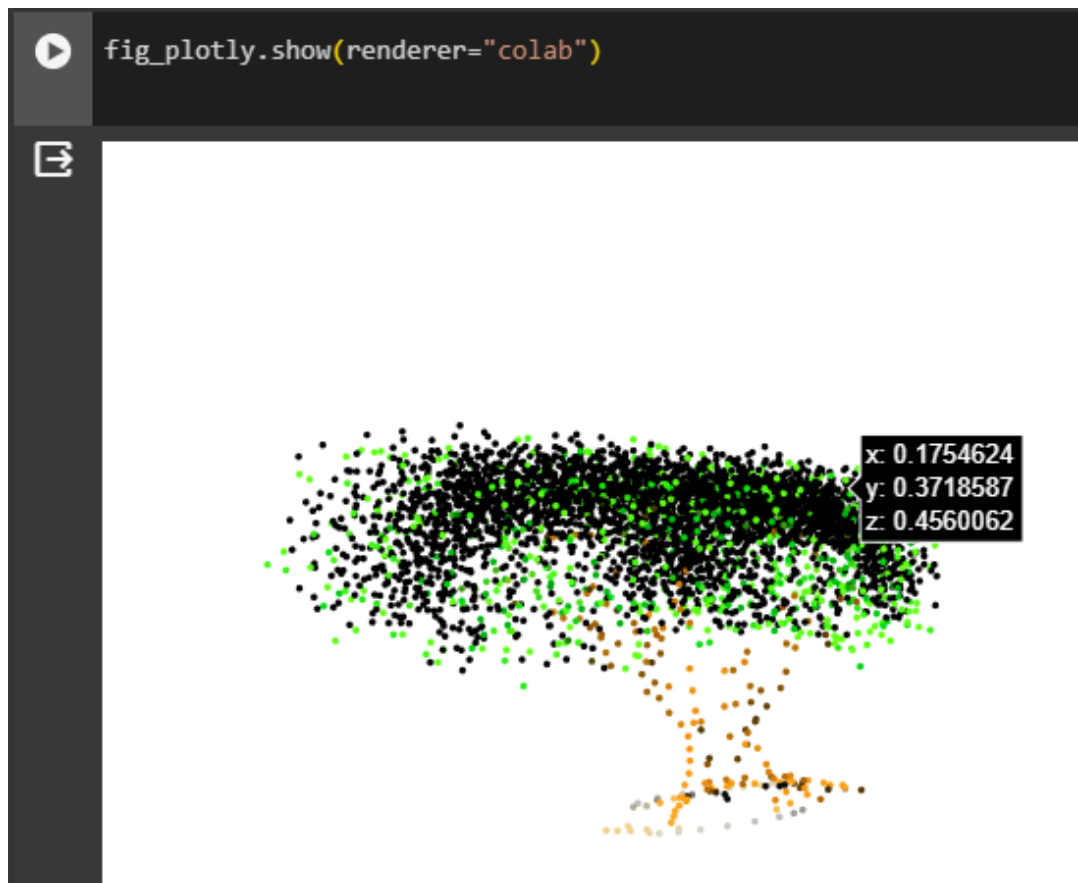 fig_plotly.show(renderer="colab")
x: 0.1754624
y: 0.3718587
z: 0.4560062